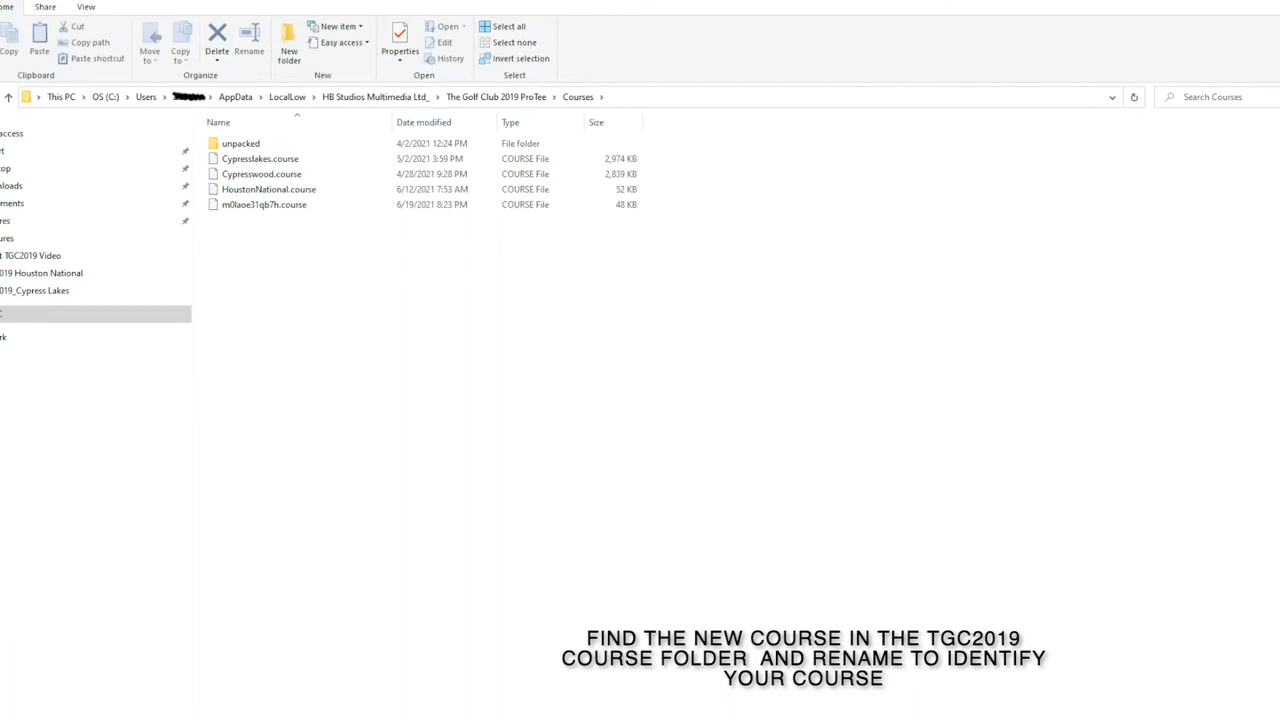 ome Share View
Copy Paste Cut Copy path Paste shortcut Move to Copy to Delete Rename New folder New item Easy access Properties Open Edit History Select all Select none Invert selection
Clipboard Organize New Open Select
This PC OS (C:) Users AppData LocalLow HB Studios Multimedia Ltd_ The Golf Club 2019 ProTee Courses Search Courses
Name Date modified Type Size
access
rt
top
nloads
ments
res
ures
t TGC2019 Video
019 Houston National
019_Cypress Lakes
C
rk
unpacked 4/2/2021 12:24 PM File folder
Cypresslakes.course 5/2/2021 3:59 PM COURSE File 2,974 KB
Cypresswood.course 4/28/2021 9:28 PM COURSE File 2,839 KB
HoustonNational.course 6/12/2021 7:53 AM COURSE File 52 KB
m0laoe31qb7h.course 6/19/2021 8:23 PM COURSE File 48 KB
FIND THE NEW COURSE IN THE TGC2019
COURSE FOLDER AND RENAME TO IDENTIFY
YOUR COURSE